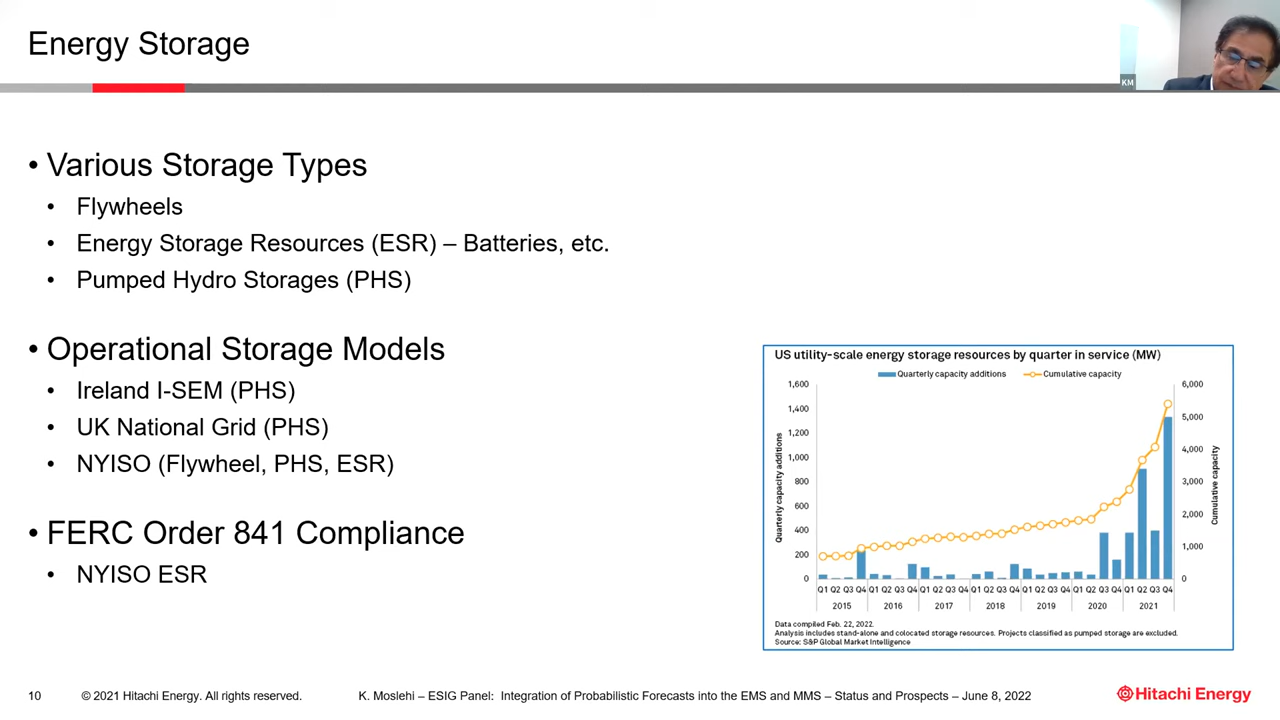 Energy Storage
KM
• Various Storage Types
• Flywheels
• Energy Storage Resources (ESR) – Batteries, etc.
• Pumped Hydro Storages (PHS)
• Operational Storage Models
• Ireland I-SEM (PHS)
• UK National Grid (PHS)
• NYISO (Flywheel, PHS, ESR)
• FERC Order 841 Compliance
• NYISO ESR
US utility-scale energy storage resources by quarter in service (MW)
Quarterly capacity additions Cumulative capacity
1,600 6,000
1,400 5,000
1,200 4,000
1,000 3,000
800 2,000
600 1,000
400 0
200
0
Quarterly capacity additions
Cumulative capacity
Q1 Q2 Q3 Q4 Q1 Q2 Q3 Q4 Q1 Q2 Q3 Q4 Q1 Q2 Q3 Q4 Q1 Q2 Q3 Q4 Q1 Q2 Q3 Q4 Q1 Q2 Q3 Q4
2015 2016 2017 2018 2019 2020 2021
Data compiled Feb. 22, 2022.
Analysis includes stand-alone and colocated storage resources. Projects classified as pumped storage are excluded.
Source: S&P Global Market Intelligence
10 © 2021 Hitachi Energy. All rights reserved. K. Moslehi – ESIG Panel: Integration of Probabilistic Forecasts into the EMS and MMS – Status and Prospects – June 8, 2022 Hitachi Energy